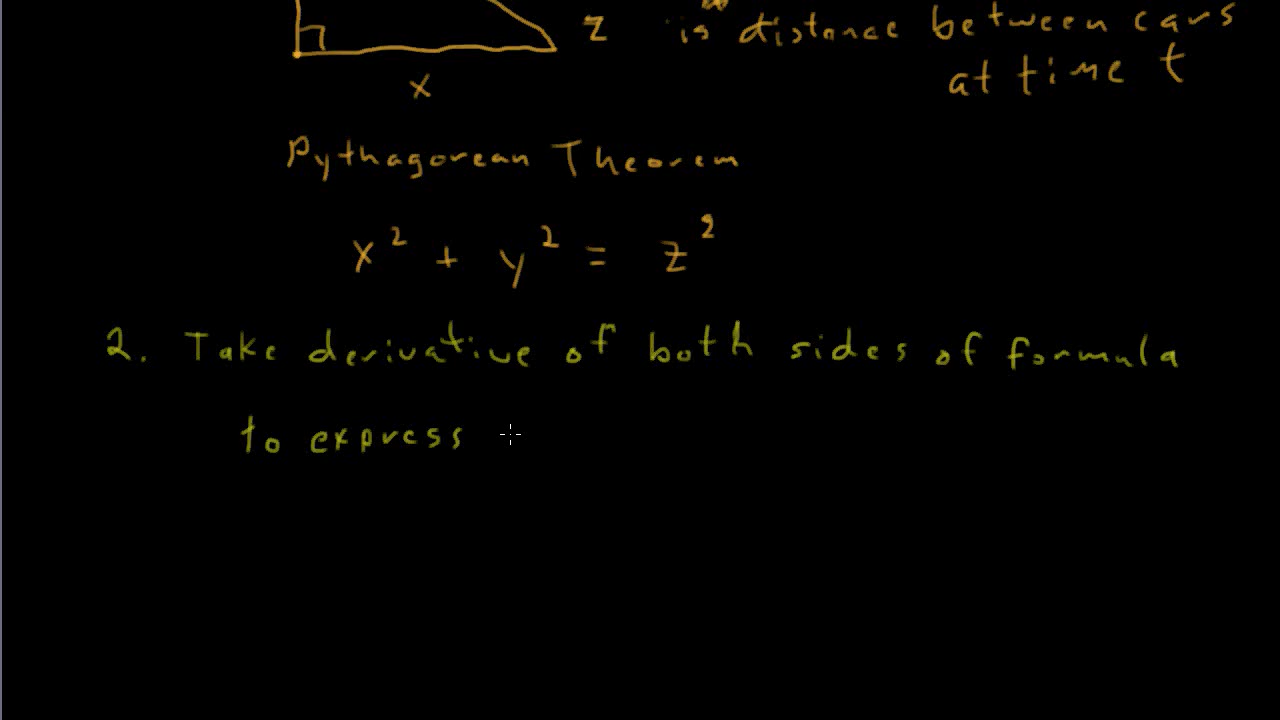 z is distance between cars
at time t
x
Pythagorean Theorem
x² + y² = z²
2. Take derivative of both sides of formula
to express